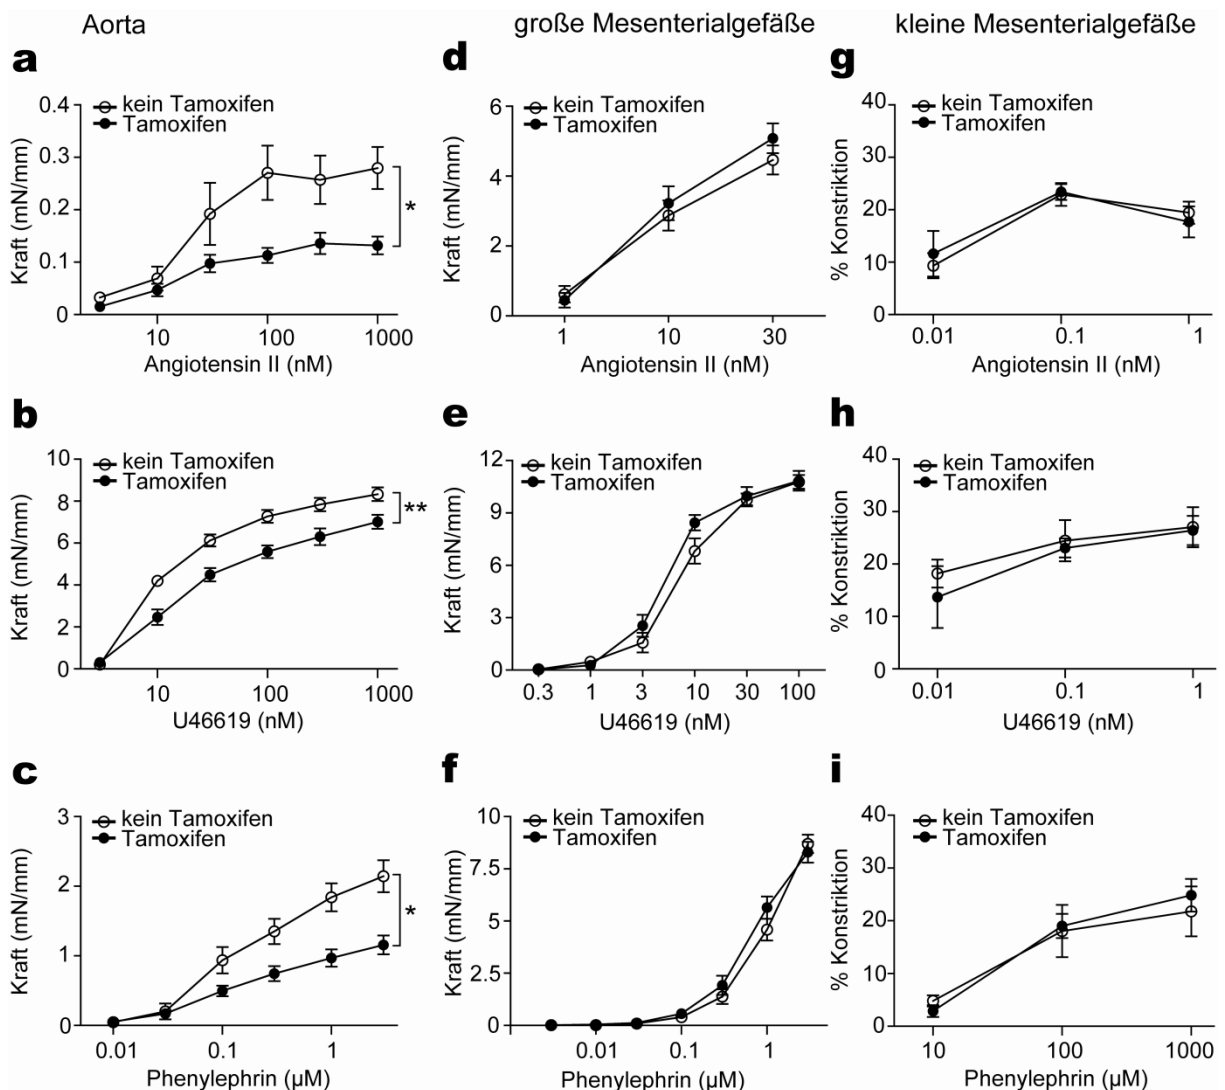 Aorta
große Mesenterialgefäße
kleine Mesenterialgefäße
a
kein Tamoxifen
Tamoxifen
Kraft (mN/mm)
0.4
0.3
0.2
0.1
0
*
10 100 1000
Angiotensin II (nM)
d
kein Tamoxifen
Tamoxifen
Kraft (mN/mm)
6
4
2
0
1 10 30
Angiotensin II (nM)
g
kein Tamoxifen
Tamoxifen
% Konstriktion
40
30
20
10
0
0.01 0.1 1
Angiotensin II (nM)
b
kein Tamoxifen
Tamoxifen
Kraft (mN/mm)
10
8
6
4
2
0
**
10 100 1000
U46619 (nM)
e
kein Tamoxifen
Tamoxifen
Kraft (mN/mm)
12
9
6
3
0
0.3 1 3 10 30 100
U46619 (nM)
h
kein Tamoxifen
Tamoxifen
% Konstriktion
40
30
20
10
0
0.01 0.1 1
U46619 (nM)
c
kein Tamoxifen
Tamoxifen
Kraft (mN/mm)
3
2
1
0
*
0.01 0.1 1
Phenylephrin (µM)
f
kein Tamoxifen
Tamoxifen
Kraft (mN/mm)
10
7.5
5
2.5
0
0.01 0.1 1
Phenylephrin (µM)
i
kein Tamoxifen
Tamoxifen
% Konstriktion
40
30
20
10
0
10 100 1000
Phenylephrin (µM)